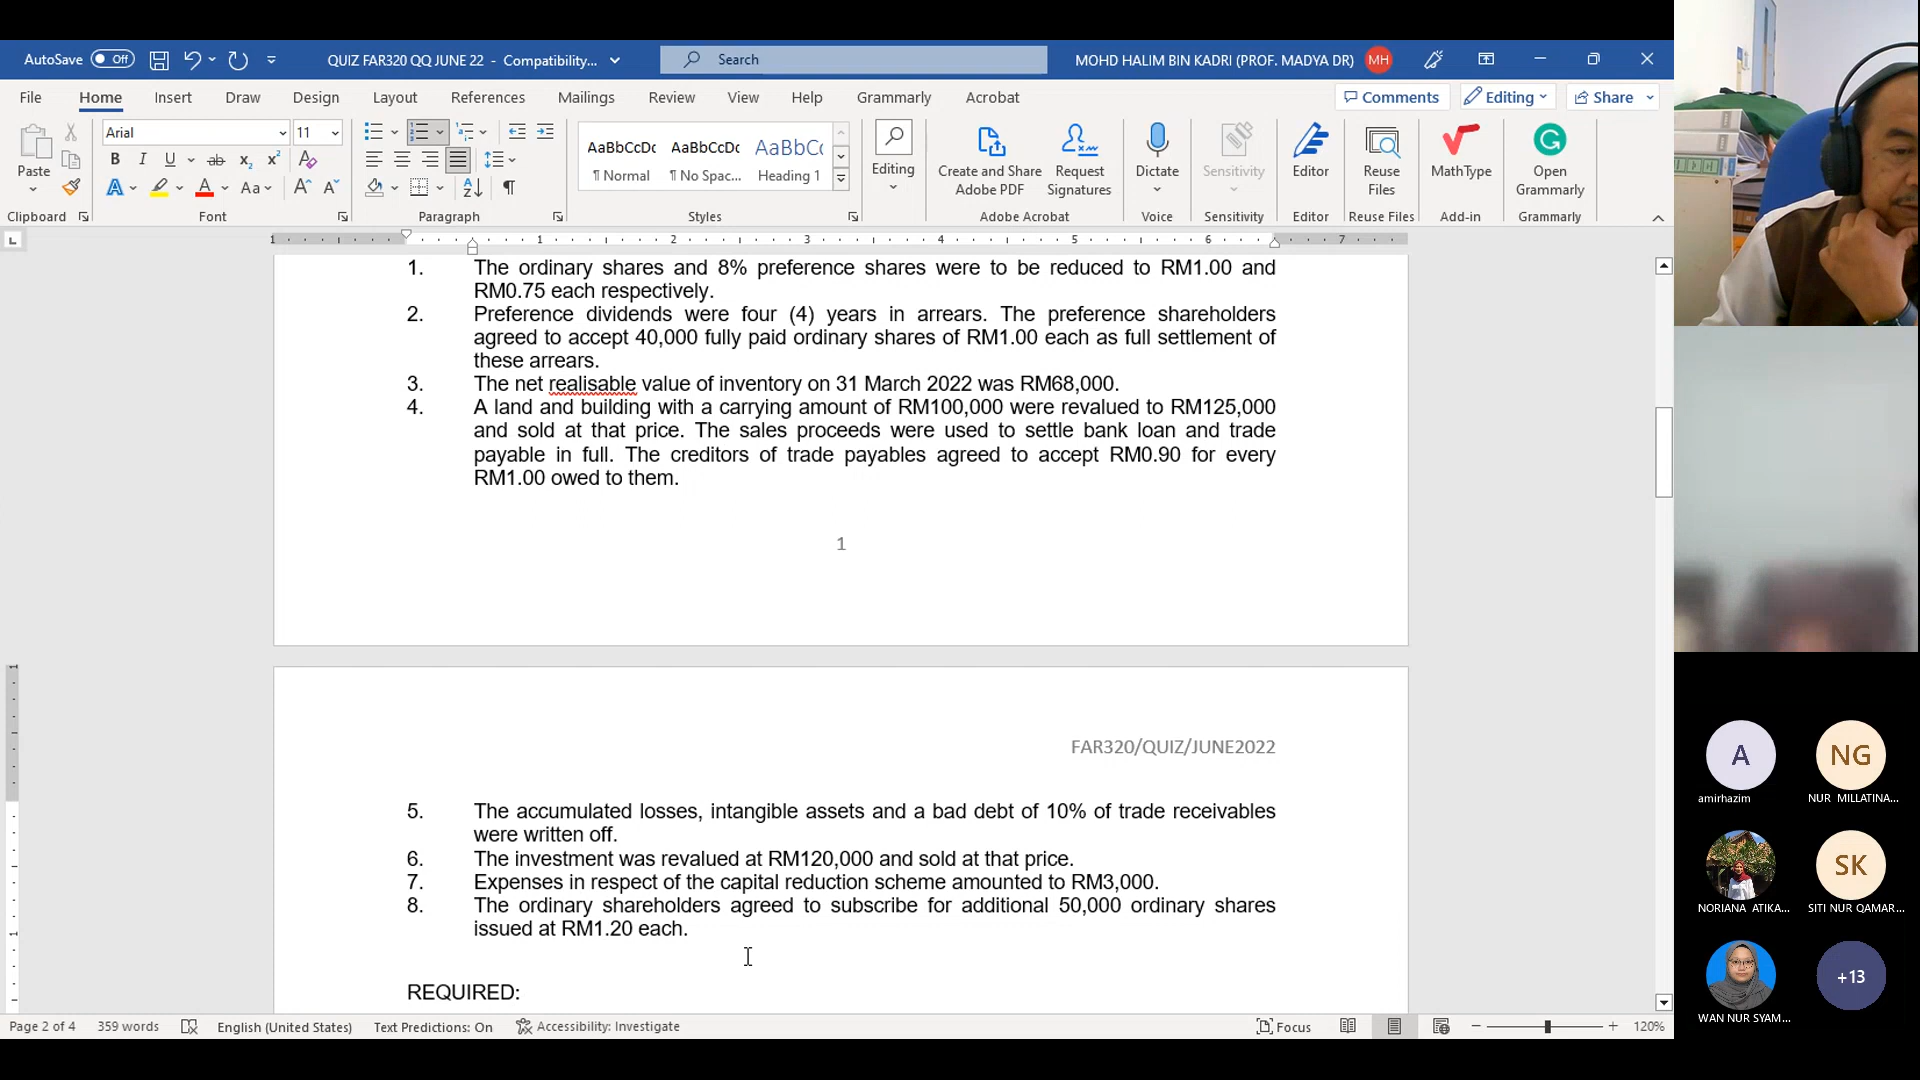 AutoSave Off
QUIZ FAR320 QQ JUNE 22 - Compatibility...
Search
MOHD HALIM BIN KADRI (PROF. MADYA DR) MH
File Home Insert Draw Design Layout References Mailings Review View Help Grammarly Acrobat
Comments Editing Share
Paste
Clipboard
Arial 11
Font
Paragraph
AaBbCcDc AaBbCcDc AaBbCc
¶ Normal ¶ No Spac... Heading 1
Styles
Editing
Create and Share Adobe PDF
Request Signatures
Adobe Acrobat
Dictate
Voice
Sensitivity
Sensitivity
Editor
Editor
Reuse Files
Reuse Files
MathType
Add-in
Open Grammarly
Grammarly
1 1 2 3 4 5 6 7
1. The ordinary shares and 8% preference shares were to be reduced to RM1.00 and
RM0.75 each respectively.
2. Preference dividends were four (4) years in arrears. The preference shareholders
agreed to accept 40,000 fully paid ordinary shares of RM1.00 each as full settlement of
these arrears.
3. The net realisable value of inventory on 31 March 2022 was RM68,000.
4. A land and building with a carrying amount of RM100,000 were revalued to RM125,000
and sold at that price. The sales proceeds were used to settle bank loan and trade
payable in full. The creditors of trade payables agreed to accept RM0.90 for every
RM1.00 owed to them.
1
FAR320/QUIZ/JUNE2022
5. The accumulated losses, intangible assets and a bad debt of 10% of trade receivables
were written off.
6. The investment was revalued at RM120,000 and sold at that price.
7. Expenses in respect of the capital reduction scheme amounted to RM3,000.
8. The ordinary shareholders agreed to subscribe for additional 50,000 ordinary shares
issued at RM1.20 each.
REQUIRED:
Page 2 of 4 359 words English (United States) Text Predictions: On Accessibility: Investigate
Focus 120%
A NG
amirhazim NUR MILLATINA...
SK
NORIANA ATIKA... SITI NUR QAMAR...
+13
WAN NUR SYAM...